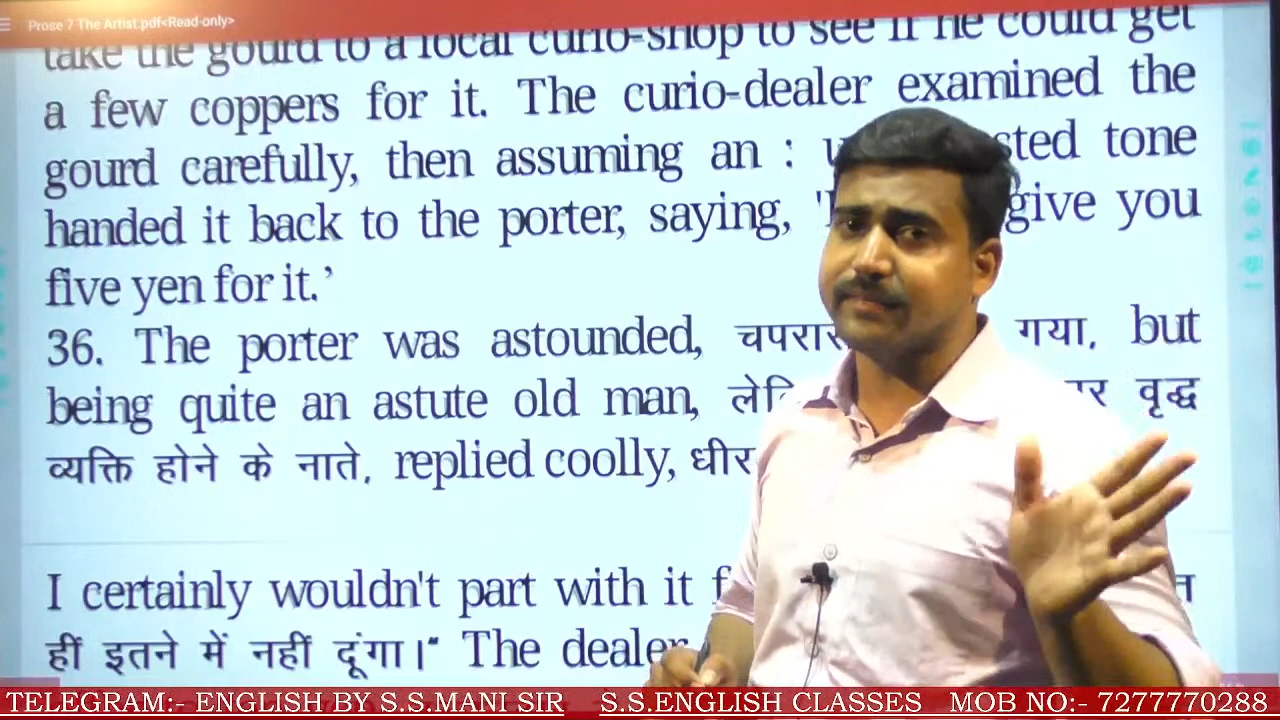 Prose 7 The Artist.pdf<Read-only>
take the gourd to a local curio-shop to see if he could get
a few coppers for it. The curio-dealer examined the
gourd carefully, then assuming an : tone
handed it back to the porter, saying, give you
five yen for it.’
36. The porter was astounded, गया, but
being quite an astute old man, वृद्ध
व्यक्ति होने के नाते, replied coolly,
I certainly wouldn't part with it
हीं इतने में नहीं दूंगा।" The dealer
TELEGRAM:- ENGLISH BY S.S.MANI SIR S.S.ENGLISH CLASSES MOB NO:- 7277770288